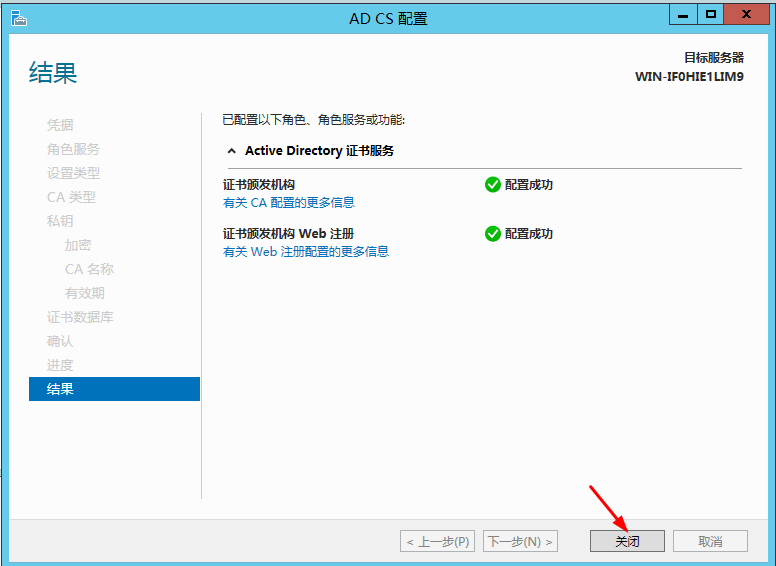 AD CS 配置
结果
目标服务器
WIN-IF0HIE1LIM9
凭据
角色服务
设置类型
CA 类型
私钥
加密
CA 名称
有效期
证书数据库
确认
进度
结果
已配置以下角色、角色服务或功能:
Active Directory 证书服务
证书颁发机构 配置成功
有关 CA 配置的更多信息
证书颁发机构 Web 注册 配置成功
有关 Web 注册配置的更多信息
< 上一步(P) 下一步(N) > 关闭 取消